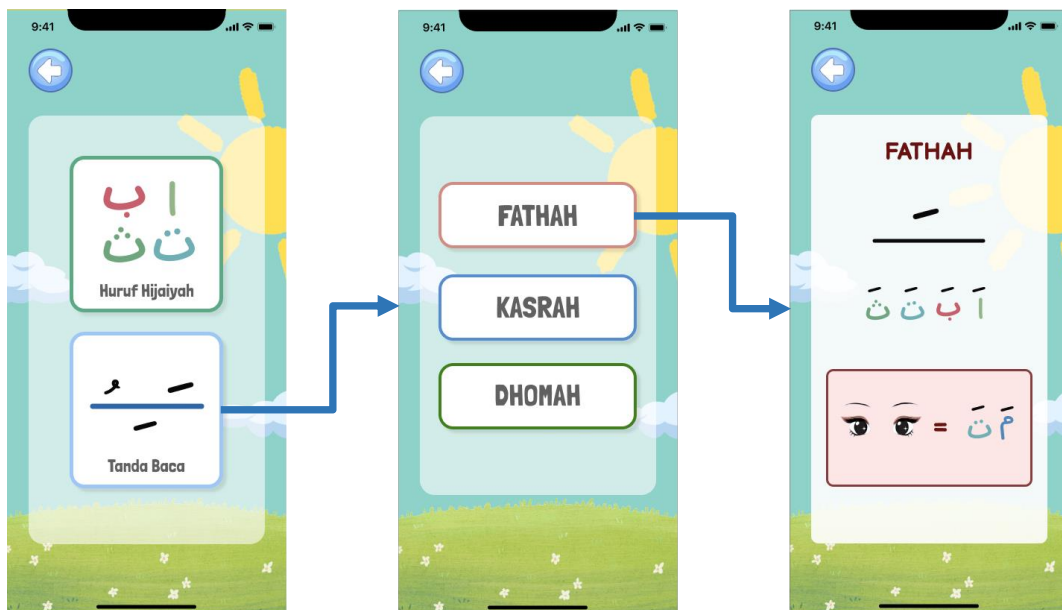 9:41
ا ب
ت ث
Huruf Hijaiyah
ـَ ـُ
ـِ
Tanda Baca
9:41
FATHAH
KASRAH
DHOMAH
9:41
FATHAH
ـَ
اَ بَ تَ ثَ
= مَ تَ